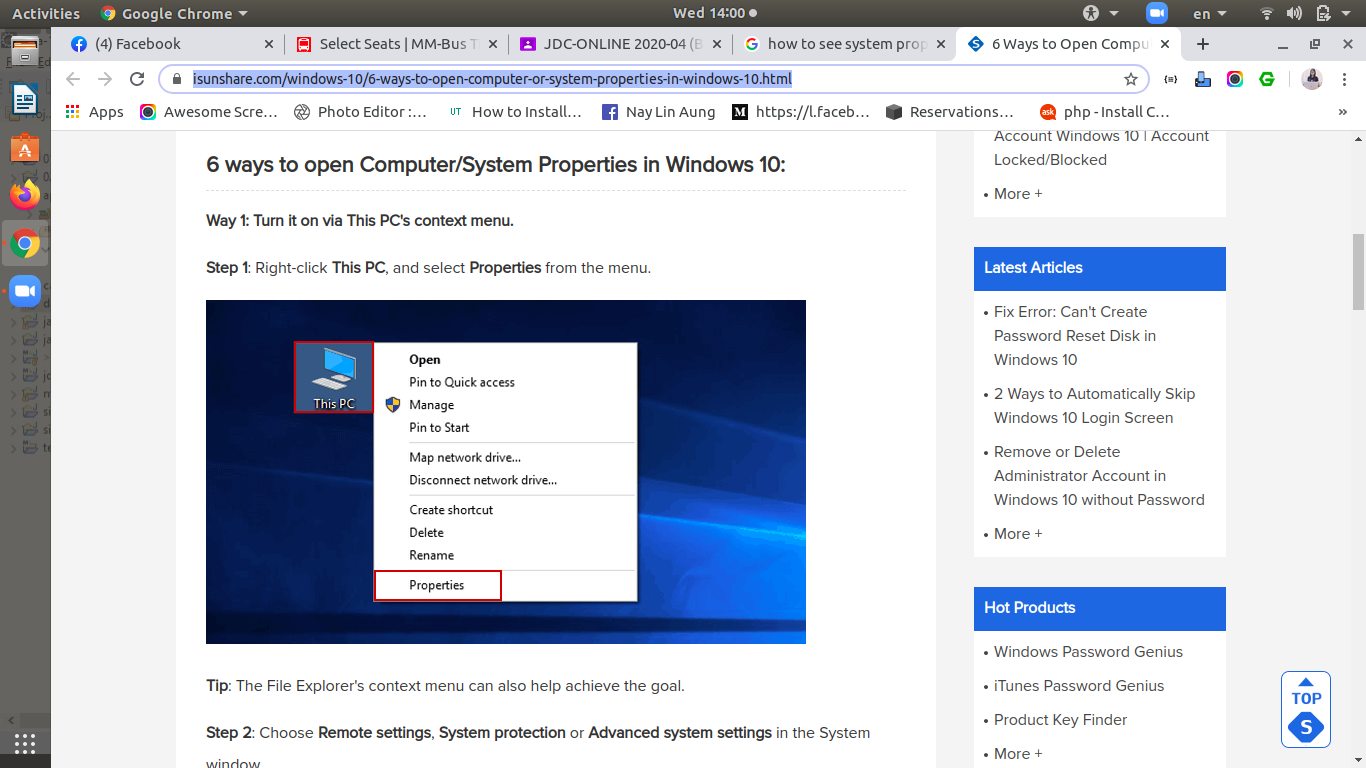 Activities
Google Chrome
Wed 14:00
en
(4) Facebook
Select Seats | MM-Bus T
JDC-ONLINE 2020-04 (B
how to see system prop
6 Ways to Open Compu
isunshare.com/windows-10/6-ways-to-open-computer-or-system-properties-in-windows-10.html
Apps
Awesome Scre...
Photo Editor :...
UT How to Install...
Nay Lin Aung
M https://l.faceb...
Reservations...
ask php - Install C...
»
6 ways to open Computer/System Properties in Windows 10:
Way 1: Turn it on via This PC's context menu.
Step 1: Right-click This PC, and select Properties from the menu.
This PC
Open
Pin to Quick access
Manage
Pin to Start
Map network drive...
Disconnect network drive...
Create shortcut
Delete
Rename
Properties
Tip: The File Explorer's context menu can also help achieve the goal.
Step 2: Choose Remote settings, System protection or Advanced system settings in the System
window
Account Windows 10 | Account
Locked/Blocked
• More +
Latest Articles
• Fix Error: Can't Create
Password Reset Disk in
Windows 10
• 2 Ways to Automatically Skip
Windows 10 Login Screen
• Remove or Delete
Administrator Account in
Windows 10 without Password
• More +
Hot Products
• Windows Password Genius
• iTunes Password Genius
• Product Key Finder
• More +
TOP
S